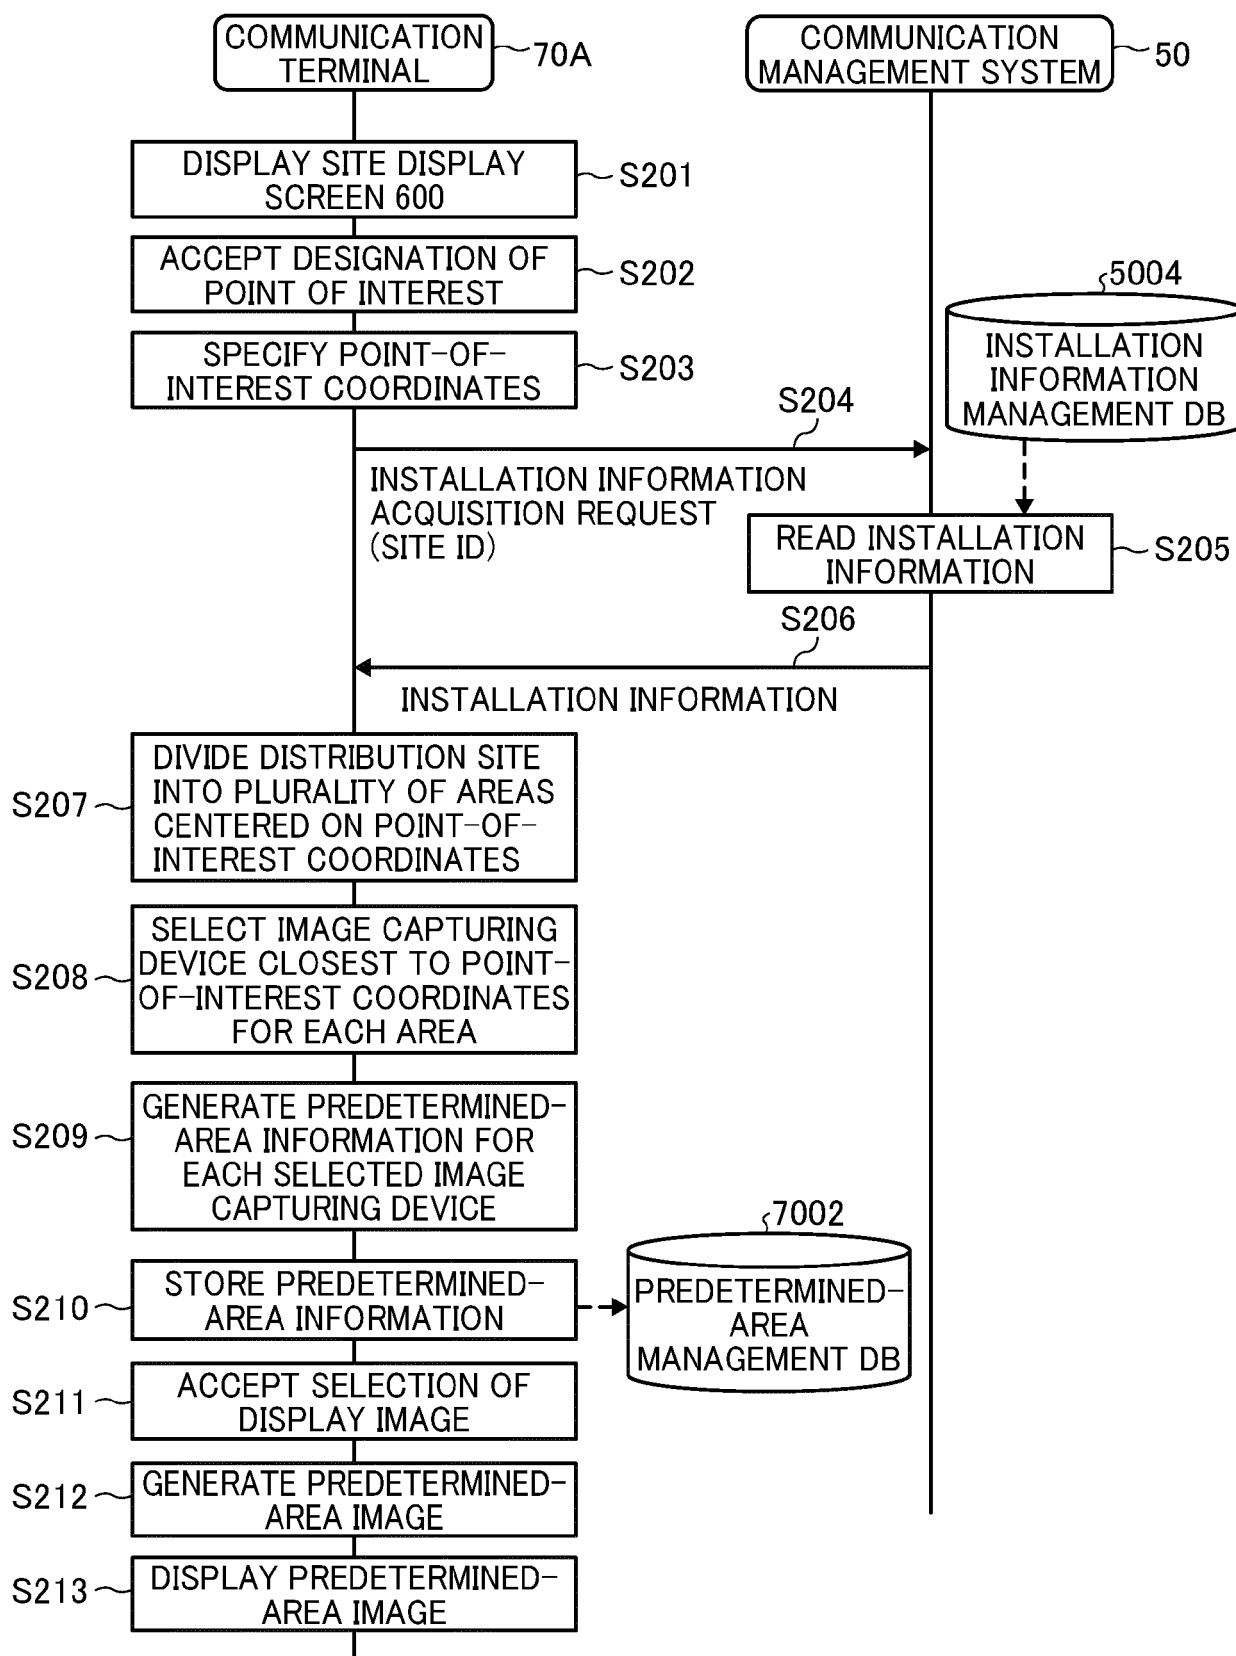 COMMUNICATION
TERMINAL
70A
COMMUNICATION
MANAGEMENT SYSTEM
50
DISPLAY SITE DISPLAY
SCREEN 600
S201
ACCEPT DESIGNATION OF
POINT OF INTEREST
S202
SPECIFY POINT-OF-
INTEREST COORDINATES
S203
5004
INSTALLATION
INFORMATION
MANAGEMENT DB
S204
INSTALLATION INFORMATION
ACQUISITION REQUEST
(SITE ID)
READ INSTALLATION
INFORMATION
S205
S206
INSTALLATION INFORMATION
S207
DIVIDE DISTRIBUTION SITE
INTO PLURALITY OF AREAS
CENTERED ON POINT-OF-
INTEREST COORDINATES
S208
SELECT IMAGE CAPTURING
DEVICE CLOSEST TO POINT-
OF-INTEREST COORDINATES
FOR EACH AREA
S209
GENERATE PREDETERMINED-
AREA INFORMATION FOR
EACH SELECTED IMAGE
CAPTURING DEVICE
S210
STORE PREDETERMINED-
AREA INFORMATION
7002
PREDETERMINED-
AREA
MANAGEMENT DB
S211
ACCEPT SELECTION OF
DISPLAY IMAGE
S212
GENERATE PREDETERMINED-
AREA IMAGE
S213
DISPLAY PREDETERMINED-
AREA IMAGE